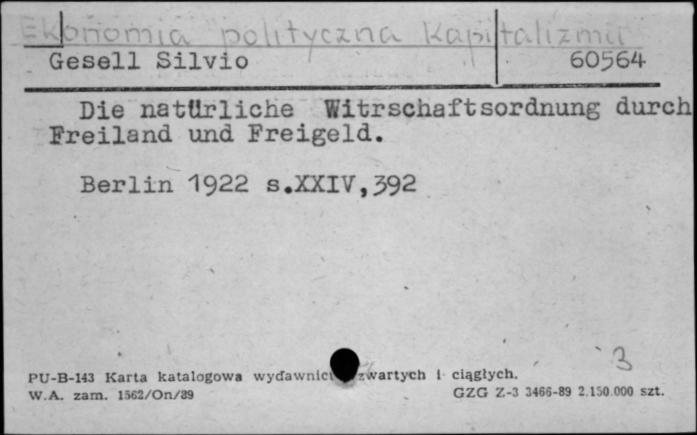 Ekonomia polityczna kapitalizmu
Gesell Silvio 60564
Die natürliche Witrschaftsordnung durch
Freiland und Freigeld.
Berlin 1922 s.XXIV,392
3
PU-B-143 Karta katalogowa wydawnic zwartych i ciągłych.
W.A. zam. 1562/On/89 GZG Z-3 3466-89 2.150.000 szt.